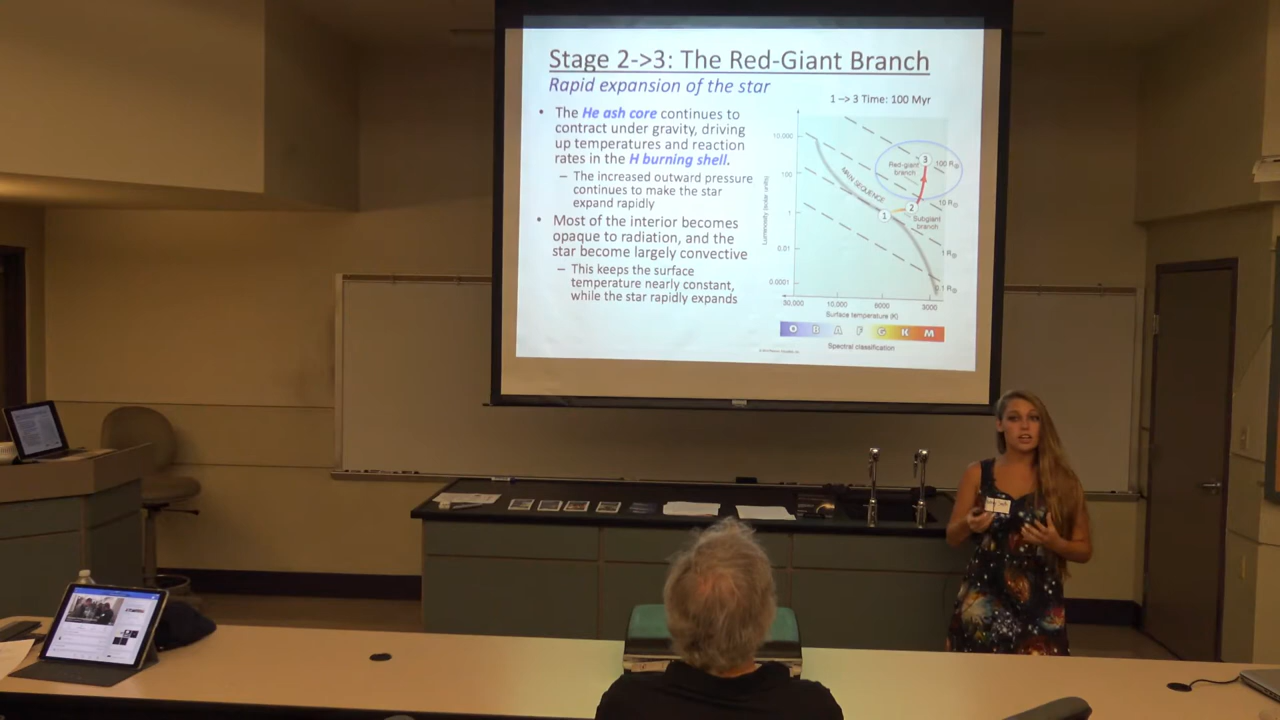 Stage 2->3: The Red-Giant Branch
Rapid expansion of the star
• The He ash core continues to
contract under gravity, driving
up temperatures and reaction
rates in the H burning shell.
– The increased outward pressure
continues to make the star
expand rapidly
• Most of the interior becomes
opaque to radiation, and the
star become largely convective
– This keeps the surface
temperature nearly constant,
while the star rapidly expands
1 –> 3 Time: 100 Myr
10,000
100
1
0.01
0.0001
Luminosity (solar units)
MAIN SEQUENCE
Red-giant
branch
3
2
1
Subgiant
branch
100 R⊙
10 R⊙
1 R⊙
0.1 R⊙
30,000 10,000 6000 3000
Surface temperature (K)
O B A F G K M
Spectral classification